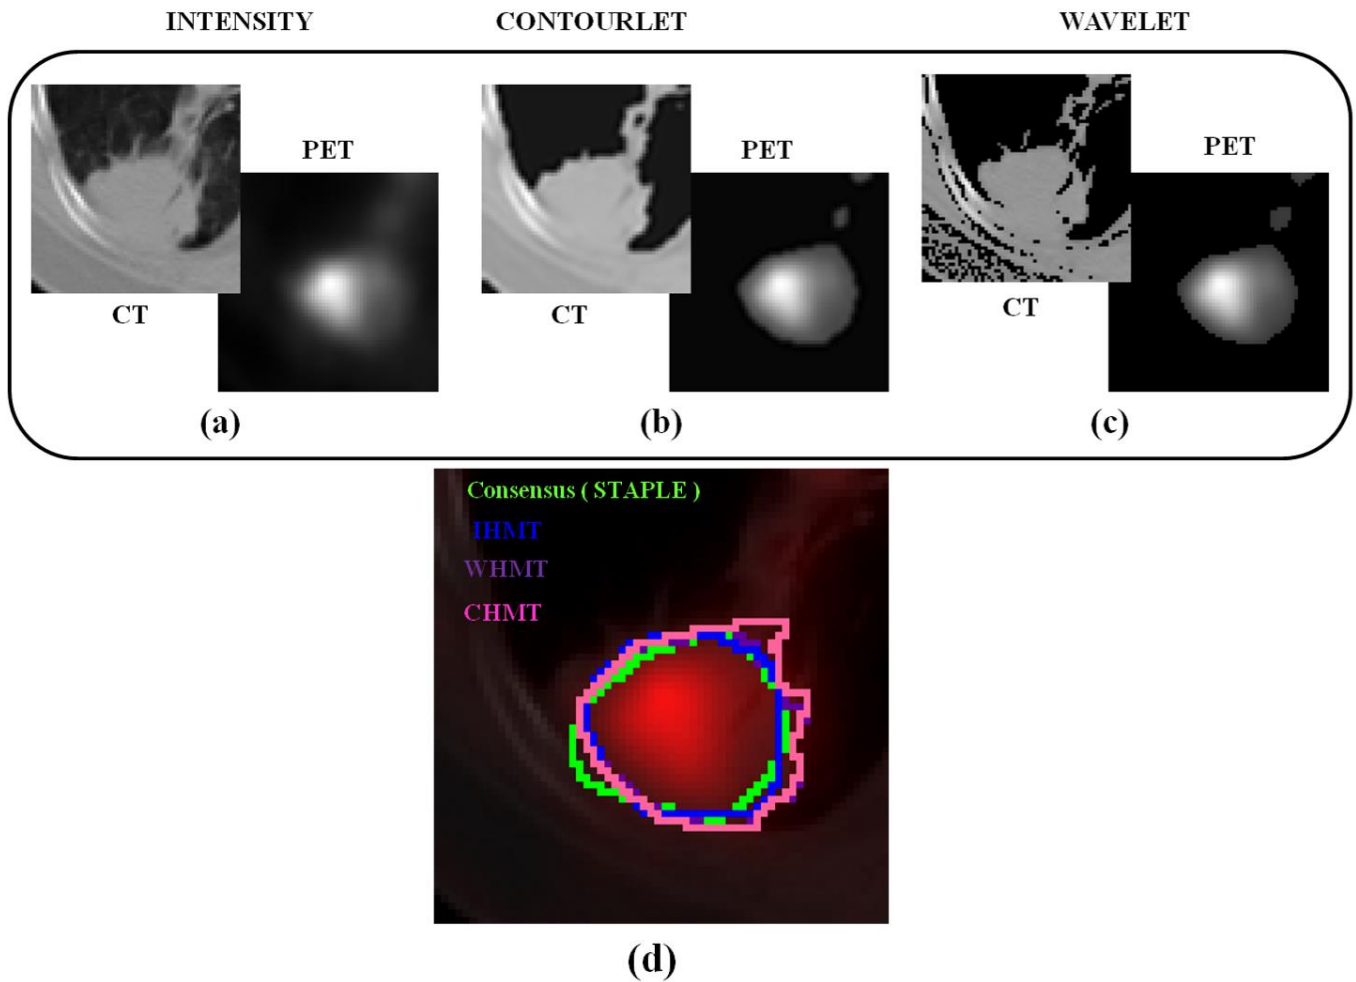 INTENSITY
CONTOURLET
WAVELET
PET
CT
PET
CT
PET
CT
(a)
(b)
(c)
Consensus ( STAPLE )
IHMT
WHMT
CHMT
(d)